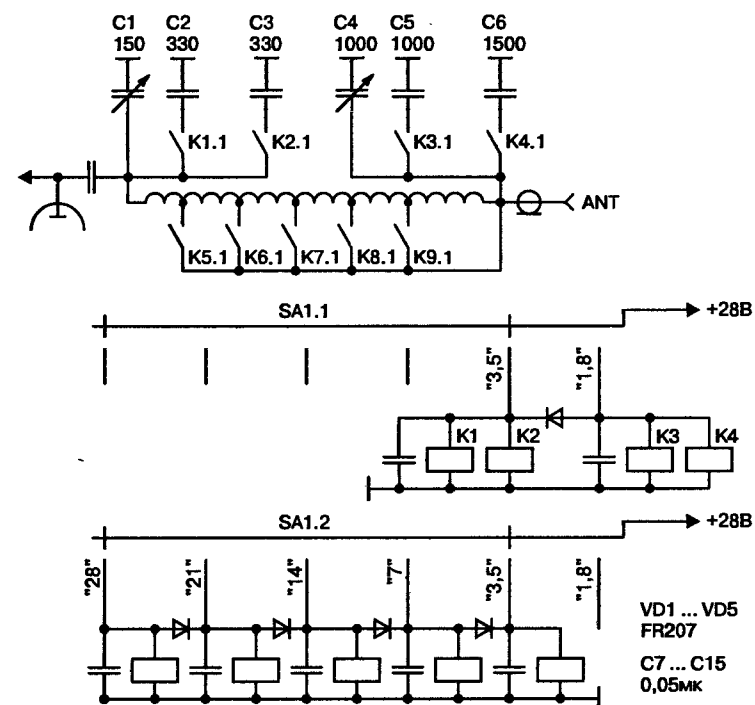 C1 C2 C3 C4 C5 C6
150 330 330 1000 1000 1500
K1.1 K2.1 K3.1 K4.1
ANT
K5.1 K6.1 K7.1 K8.1 K9.1
SA1.1 +28В
"3,5" "1,8"
K1 K2 K3 K4
SA1.2 +28В
"28" "21" "14" "7" "3,5" "1,8"
VD1 ... VD5
FR207
C7 ... C15
0,05мк